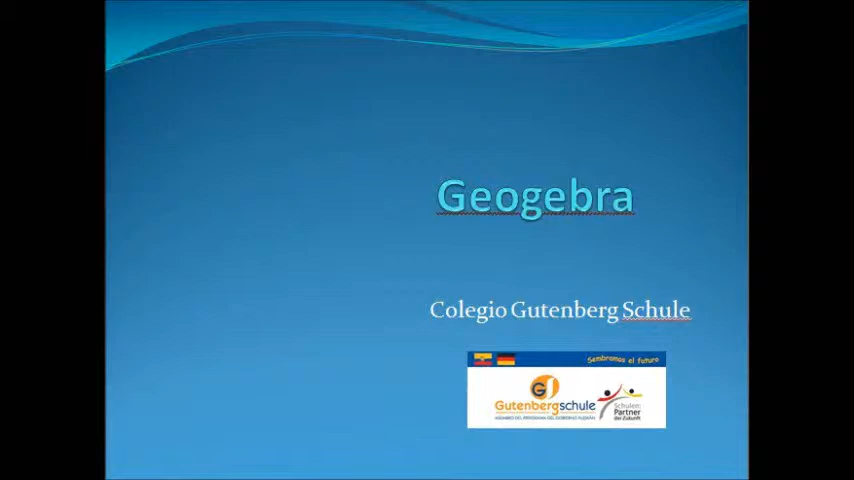 Geogebra
Colegio Gutenberg Schule
Sembramos el futuro
Gutenbergschule
Schulen:
Partner
der Zukunft